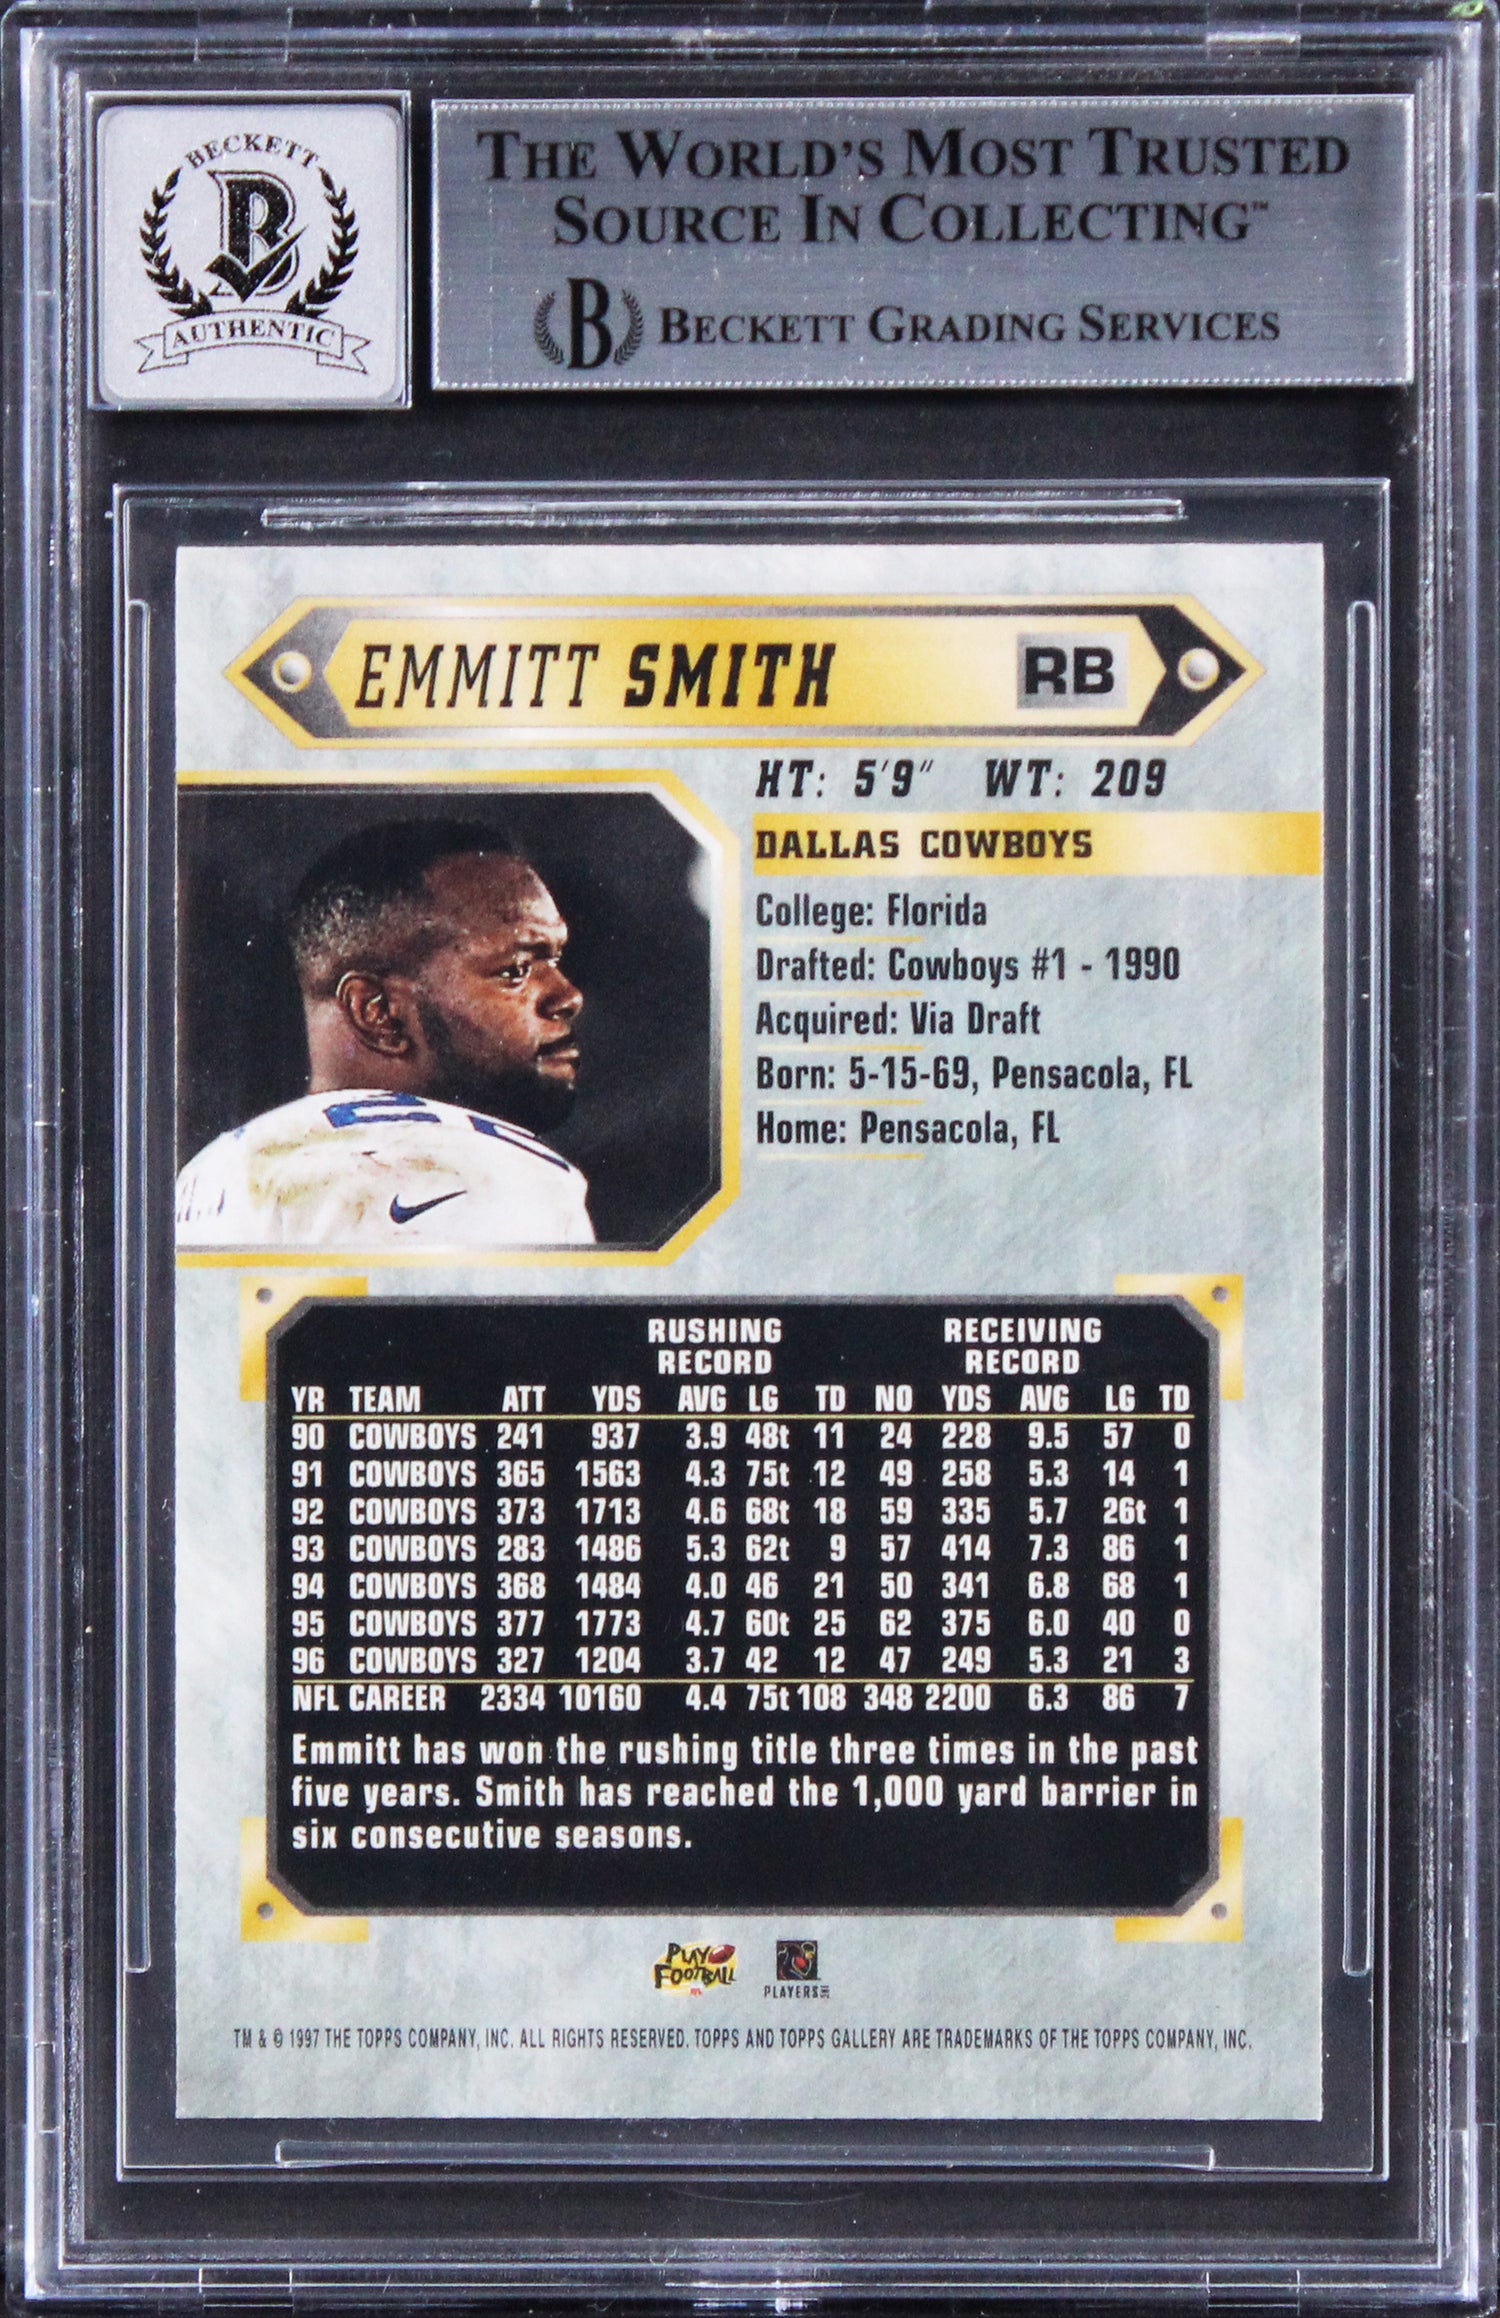 BECKETT
B
AUTHENTIC
THE WORLD'S MOST TRUSTED
SOURCE IN COLLECTING™
B BECKETT GRADING SERVICES
EMMITT SMITH RB
HT: 5'9" WT: 209
DALLAS COWBOYS
College: Florida
Drafted: Cowboys #1 - 1990
Acquired: Via Draft
Born: 5-15-69, Pensacola, FL
Home: Pensacola, FL
RUSHING RECEIVING
RECORD RECORD
YR TEAM ATT YDS AVG LG TD NO YDS AVG LG TD
90 COWBOYS 241 937 3.9 48t 11 24 228 9.5 57 0
91 COWBOYS 365 1563 4.3 75t 12 49 258 5.3 14 1
92 COWBOYS 373 1713 4.6 68t 18 59 335 5.7 26t 1
93 COWBOYS 283 1486 5.3 62t 9 57 414 7.3 86 1
94 COWBOYS 368 1484 4.0 46 21 50 341 6.8 68 1
95 COWBOYS 377 1773 4.7 60t 25 62 375 6.0 40 0
96 COWBOYS 327 1204 3.7 42 12 47 249 5.3 21 3
NFL CAREER 2334 10160 4.4 75t 108 348 2200 6.3 86 7
Emmitt has won the rushing title three times in the past
five years. Smith has reached the 1,000 yard barrier in
six consecutive seasons.
PLAY
FOOTBALL
PLAYERS
TM & © 1997 THE TOPPS COMPANY, INC. ALL RIGHTS RESERVED. TOPPS AND TOPPS GALLERY ARE TRADEMARKS OF THE TOPPS COMPANY, INC.